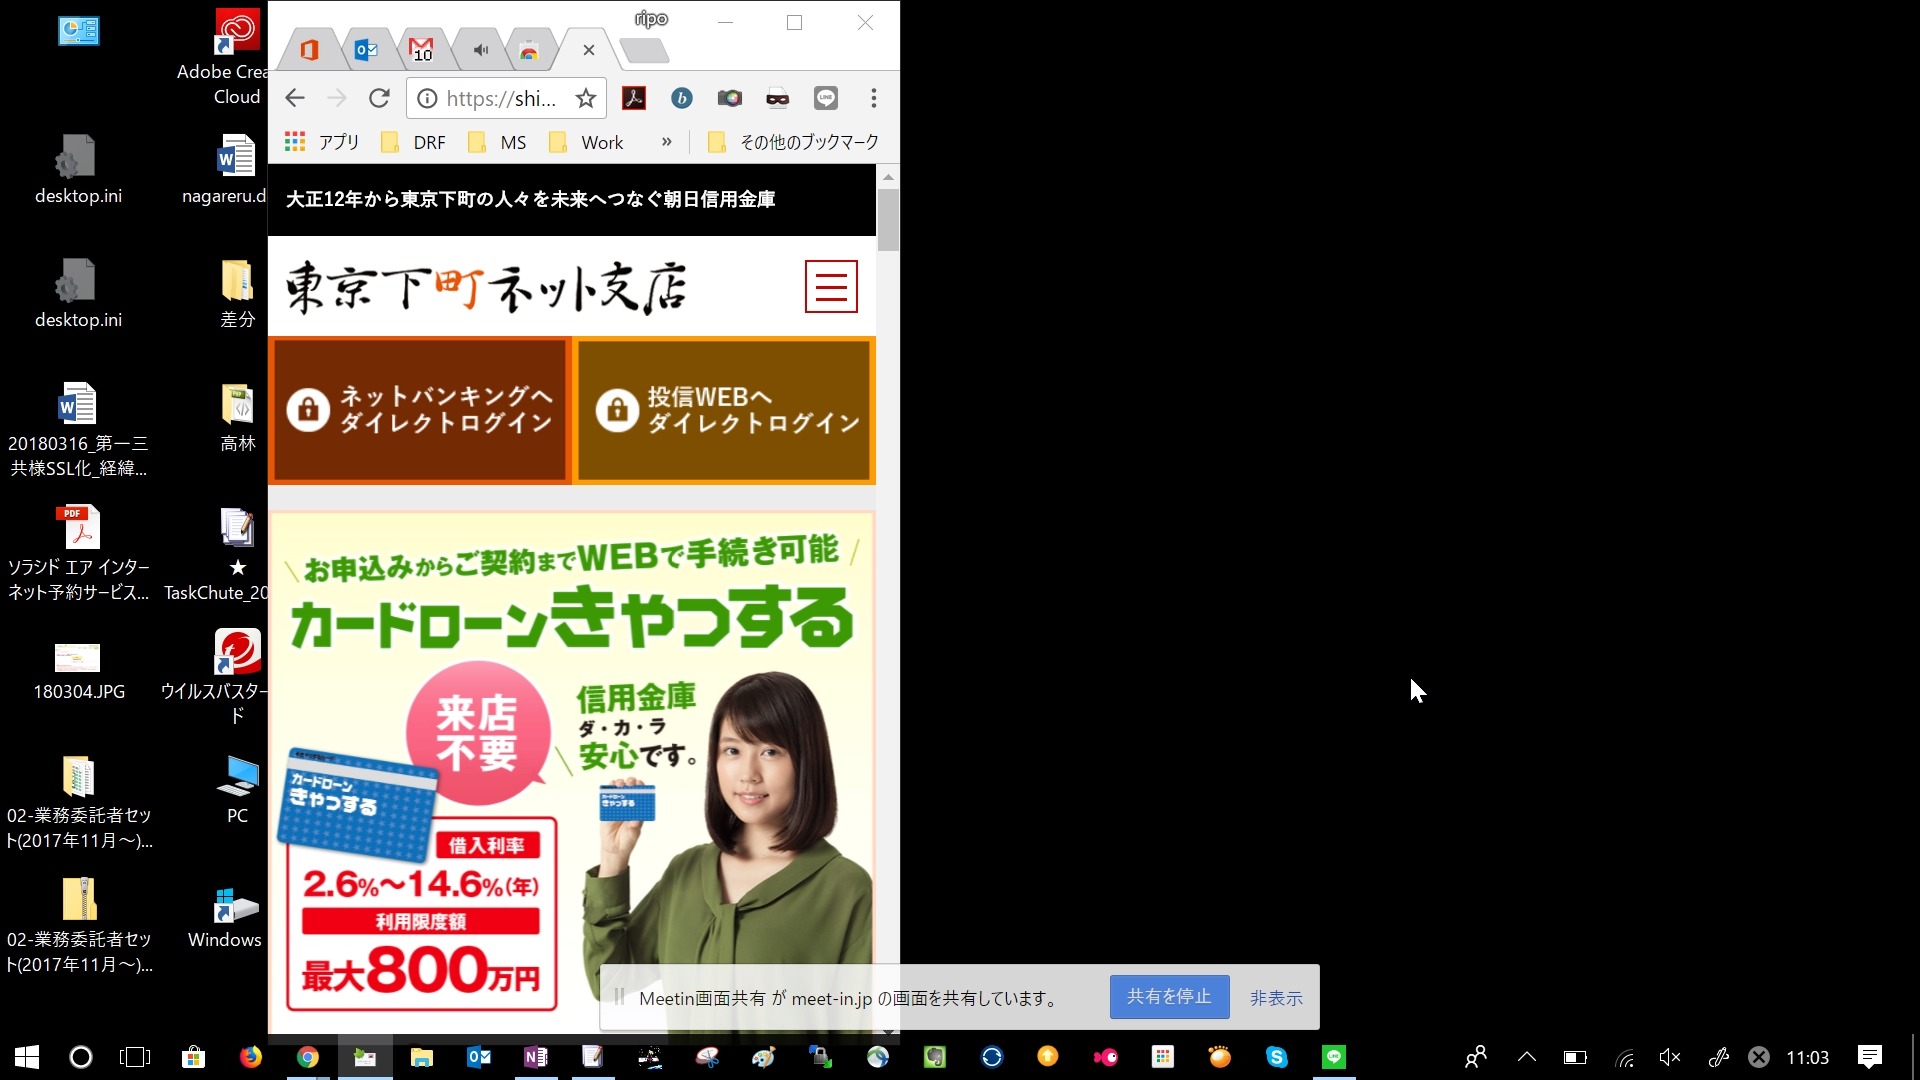 ripo
10
https://shi...
アプリ
DRF
MS
Work
»
その他のブックマーク
大正12年から東京下町の人々を未来へつなぐ朝日信用金庫
東京下町ネット支店
ネットバンキングへ
ダイレクトログイン
投信WEBへ
ダイレクトログイン
お申込みからご契約までWEBで手続き可能
カードローンきゃっする
来店
不要
信用金庫
ダ・カ・ラ
安心です。
カードローン
きゃっする
カードローン
きゃっする
借入利率
2.6%~14.6%(年)
利用限度額
最大800万円
Meetin画面共有 が meet-in.jp の画面を共有しています。
共有を停止
非表示
desktop.ini
desktop.ini
20180316_第一三
共様SSL化_経緯...
PDF
ソラシド エア インター
ネット予約サービス...
180304.JPG
02-業務委託者セッ
ト(2017年11月~)...
02-業務委託者セッ
ト(2017年11月~)...
Adobe Crea
Cloud
nagareru.d
差分
高林
★
TaskChute_20
ウイルスバスター
ド
PC
Windows
LINE
11:03